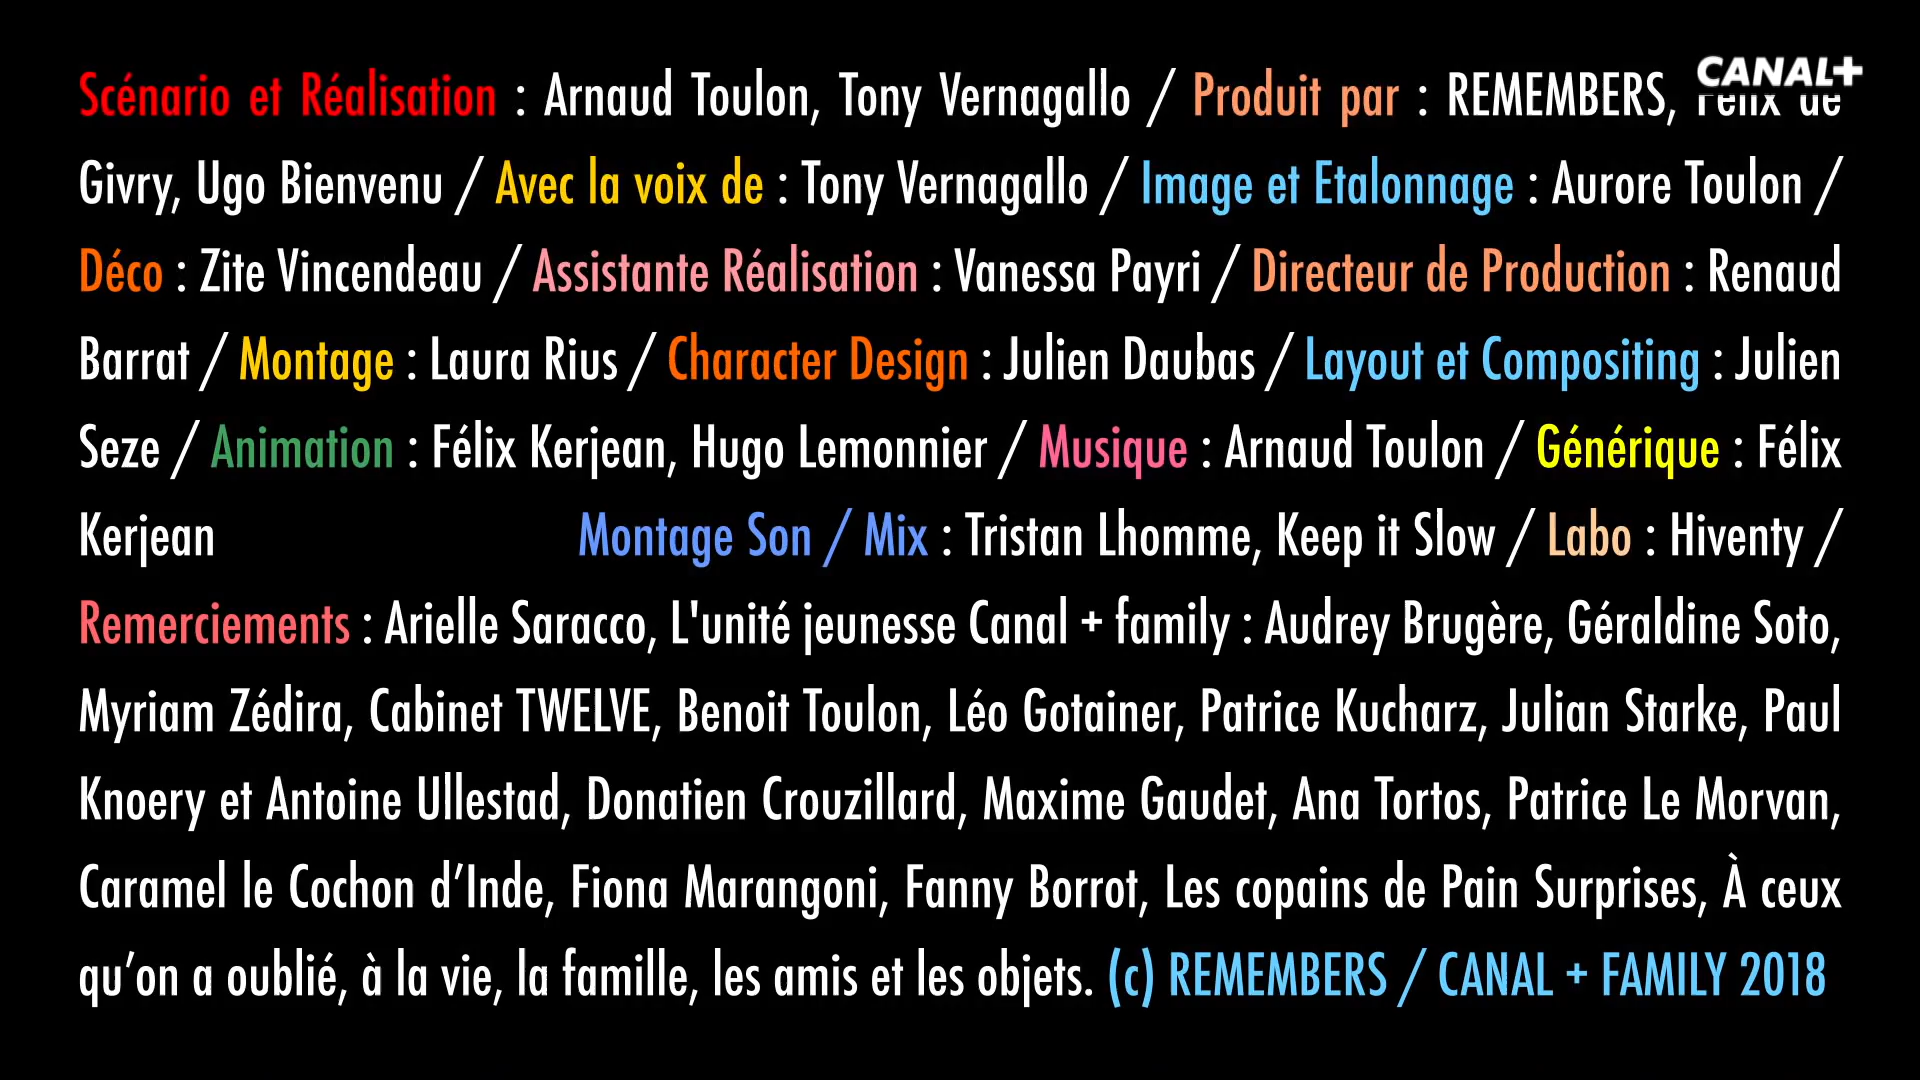 CANAL+
Scénario et Réalisation : Arnaud Toulon, Tony Vernagallo / Produit par : REMEMBERS, Félix de
Givry, Ugo Bienvenu / Avec la voix de : Tony Vernagallo / Image et Etalonnage : Aurore Toulon /
Déco : Zite Vincendeau / Assistante Réalisation : Vanessa Payri / Directeur de Production : Renaud
Barrat / Montage : Laura Rius / Character Design : Julien Daubas / Layout et Compositing : Julien
Seze / Animation : Félix Kerjean, Hugo Lemonnier / Musique : Arnaud Toulon / Générique : Félix
Kerjean Montage Son / Mix : Tristan Lhomme, Keep it Slow / Labo : Hiventy /
Remerciements : Arielle Saracco, L'unité jeunesse Canal + family : Audrey Brugère, Géraldine Soto,
Myriam Zédira, Cabinet TWELVE, Benoit Toulon, Léo Gotainer, Patrice Kucharz, Julian Starke, Paul
Knoery et Antoine Ullestad, Donatien Crouzillard, Maxime Gaudet, Ana Tortos, Patrice Le Morvan,
Caramel le Cochon d’Inde, Fiona Marangoni, Fanny Borrot, Les copains de Pain Surprises, À ceux
qu’on a oublié, à la vie, la famille, les amis et les objets. (c) REMEMBERS / CANAL + FAMILY 2018